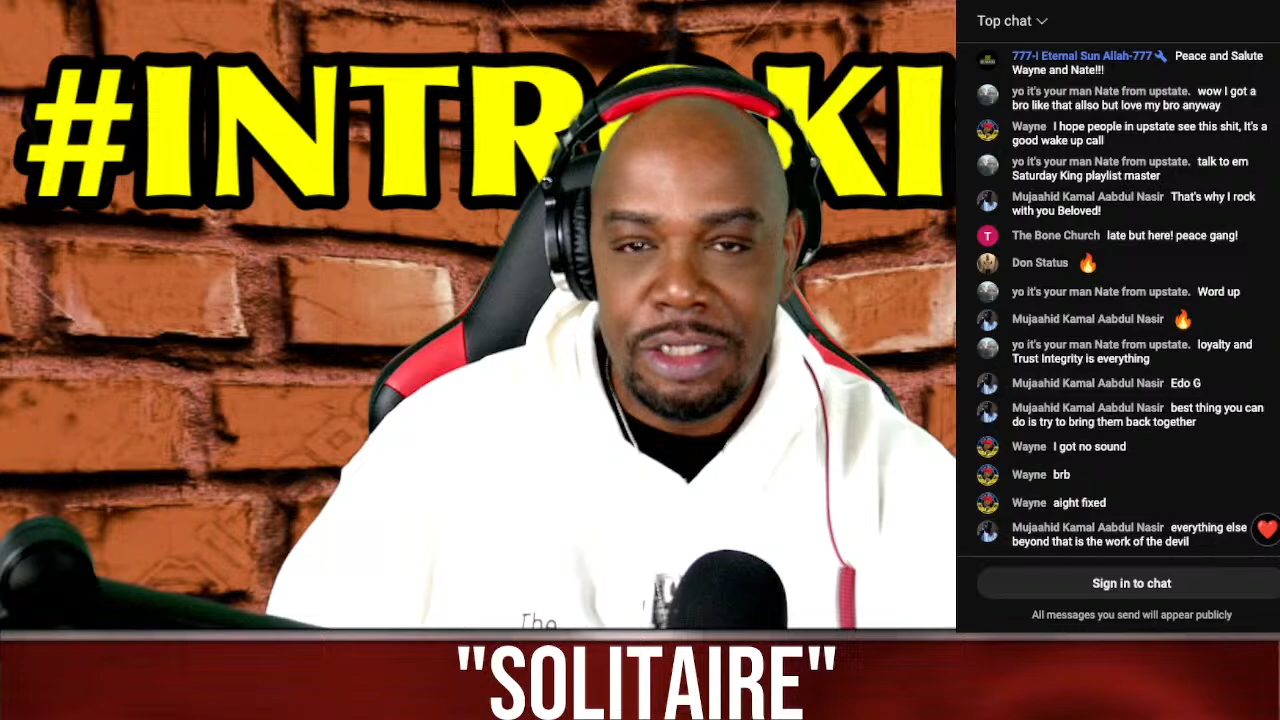 #INTRO KI
Top chat
777-I Eternal Sun Allah-777 Peace and Salute
Wayne and Nate!!!
yo it's your man Nate from upstate. wow I got a
bro like that allso but love my bro anyway
Wayne I hope people in upstate see this shit, it's a
good wake up call
yo it's your man Nate from upstate. talk to em
Saturday King playlist master
Mujaahid Kamal Aabdul Nasir That's why I rock
with you Beloved!
T The Bone Church late but here! peace gang!
Don Status
yo it's your man Nate from upstate. Word up
Mujaahid Kamal Aabdul Nasir
yo it's your man Nate from upstate. loyalty and
Trust Integrity is everything
Mujaahid Kamal Aabdul Nasir Edo G
Mujaahid Kamal Aabdul Nasir best thing you can
do is try to bring them back together
Wayne I got no sound
Wayne brb
Wayne aight fixed
Mujaahid Kamal Aabdul Nasir everything else
beyond that is the work of the devil
Sign in to chat
All messages you send will appear publicly
The
"SOLITAIRE"